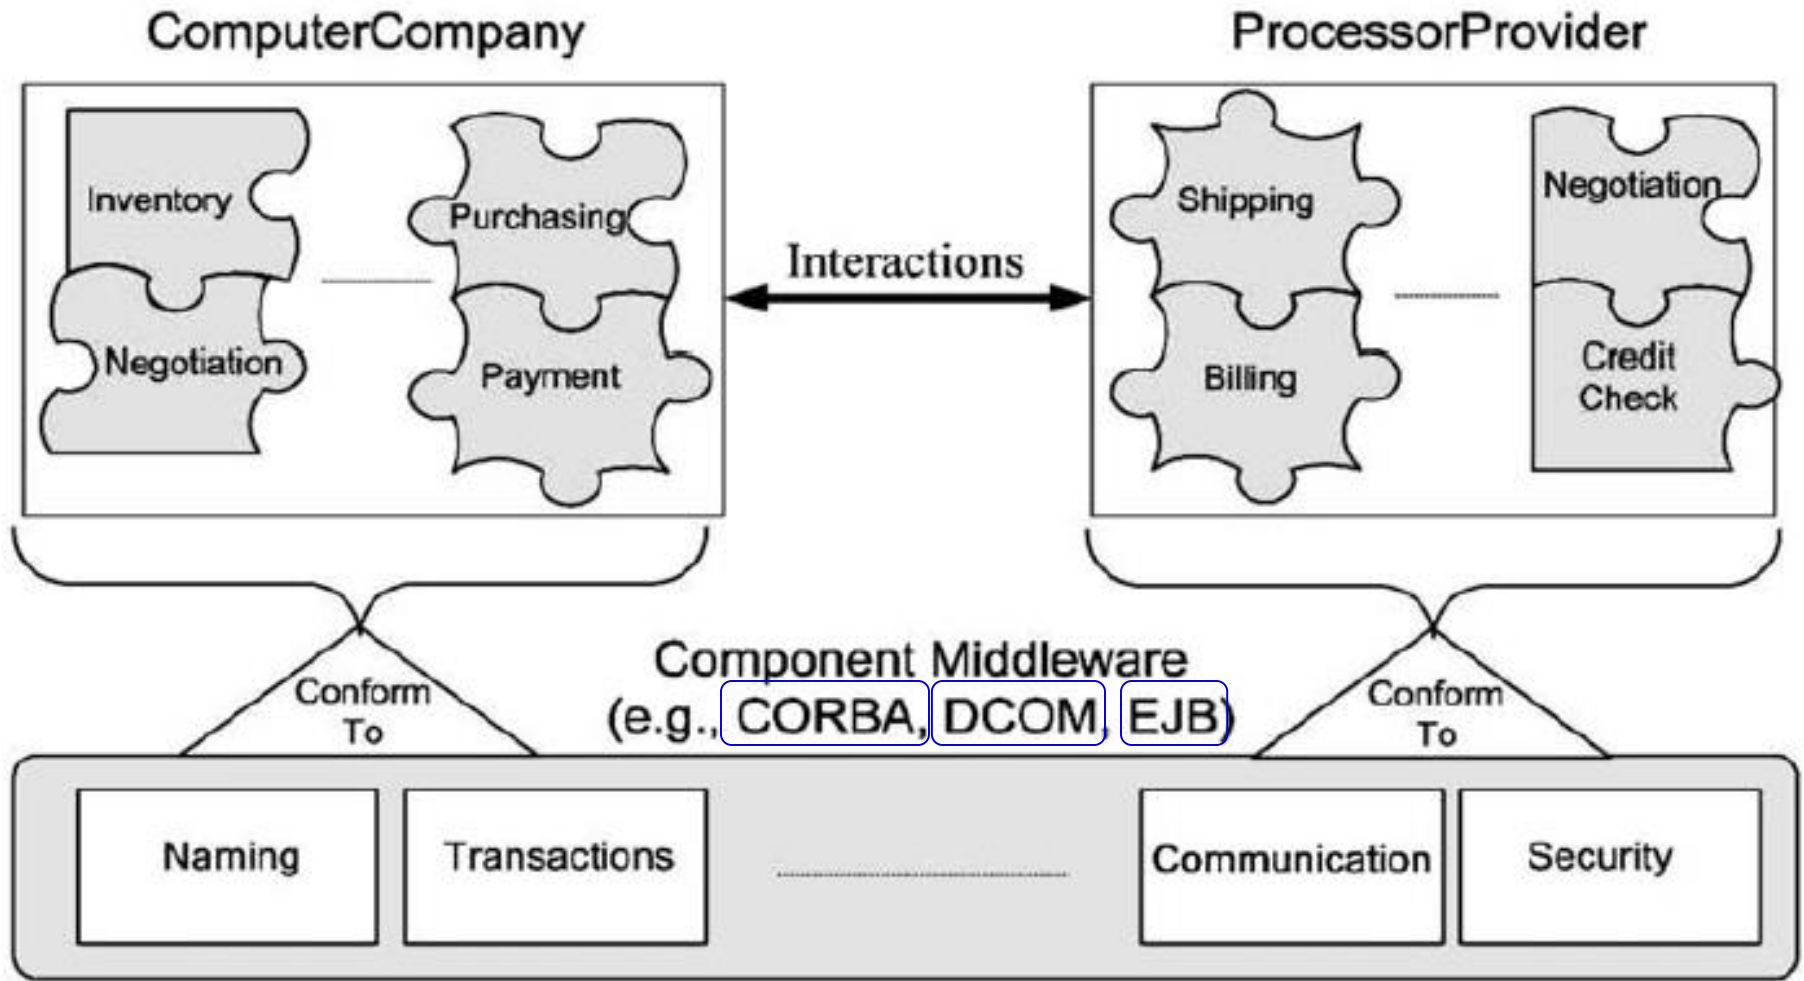 ComputerCompany
ProcessorProvider
Inventory
Purchasing
Negotiation
Payment
Interactions
Shipping
Negotiation
Billing
Credit
Check
Component Middleware
(e.g., CORBA, DCOM, EJB)
Conform
To
Conform
To
Naming
Transactions
Communication
Security